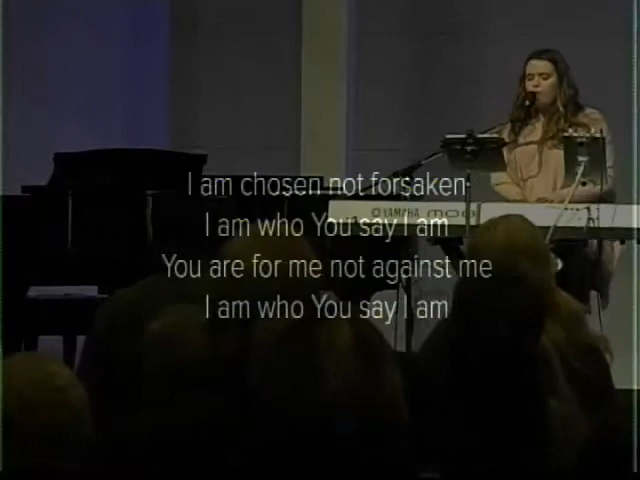 I am chosen not forsaken
I am who You say I am
YAMAHA
You are for me not against me
I am who You say I am